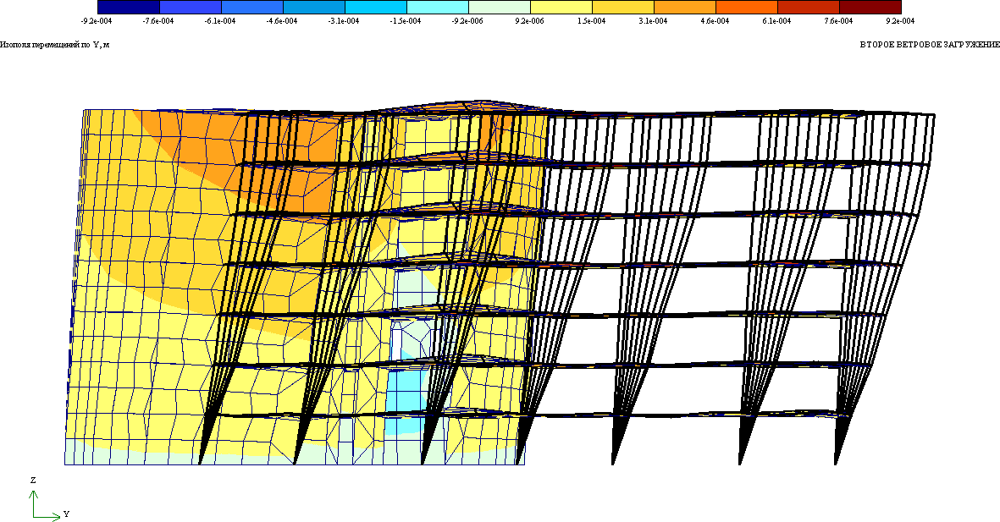 -9.2e-004 -7.6e-004 -6.1e-004 -4.6e-004 -3.1e-004 -1.5e-004 -9.2e-006 9.2e-006 1.5e-004 3.1e-004 4.6e-004 6.1e-004 7.6e-004 9.2e-004
Изополя перемещений по Y, м ВТОРОЕ ВЕТРОВОЕ ЗАГРУЖЕНИЕ
Z
Y